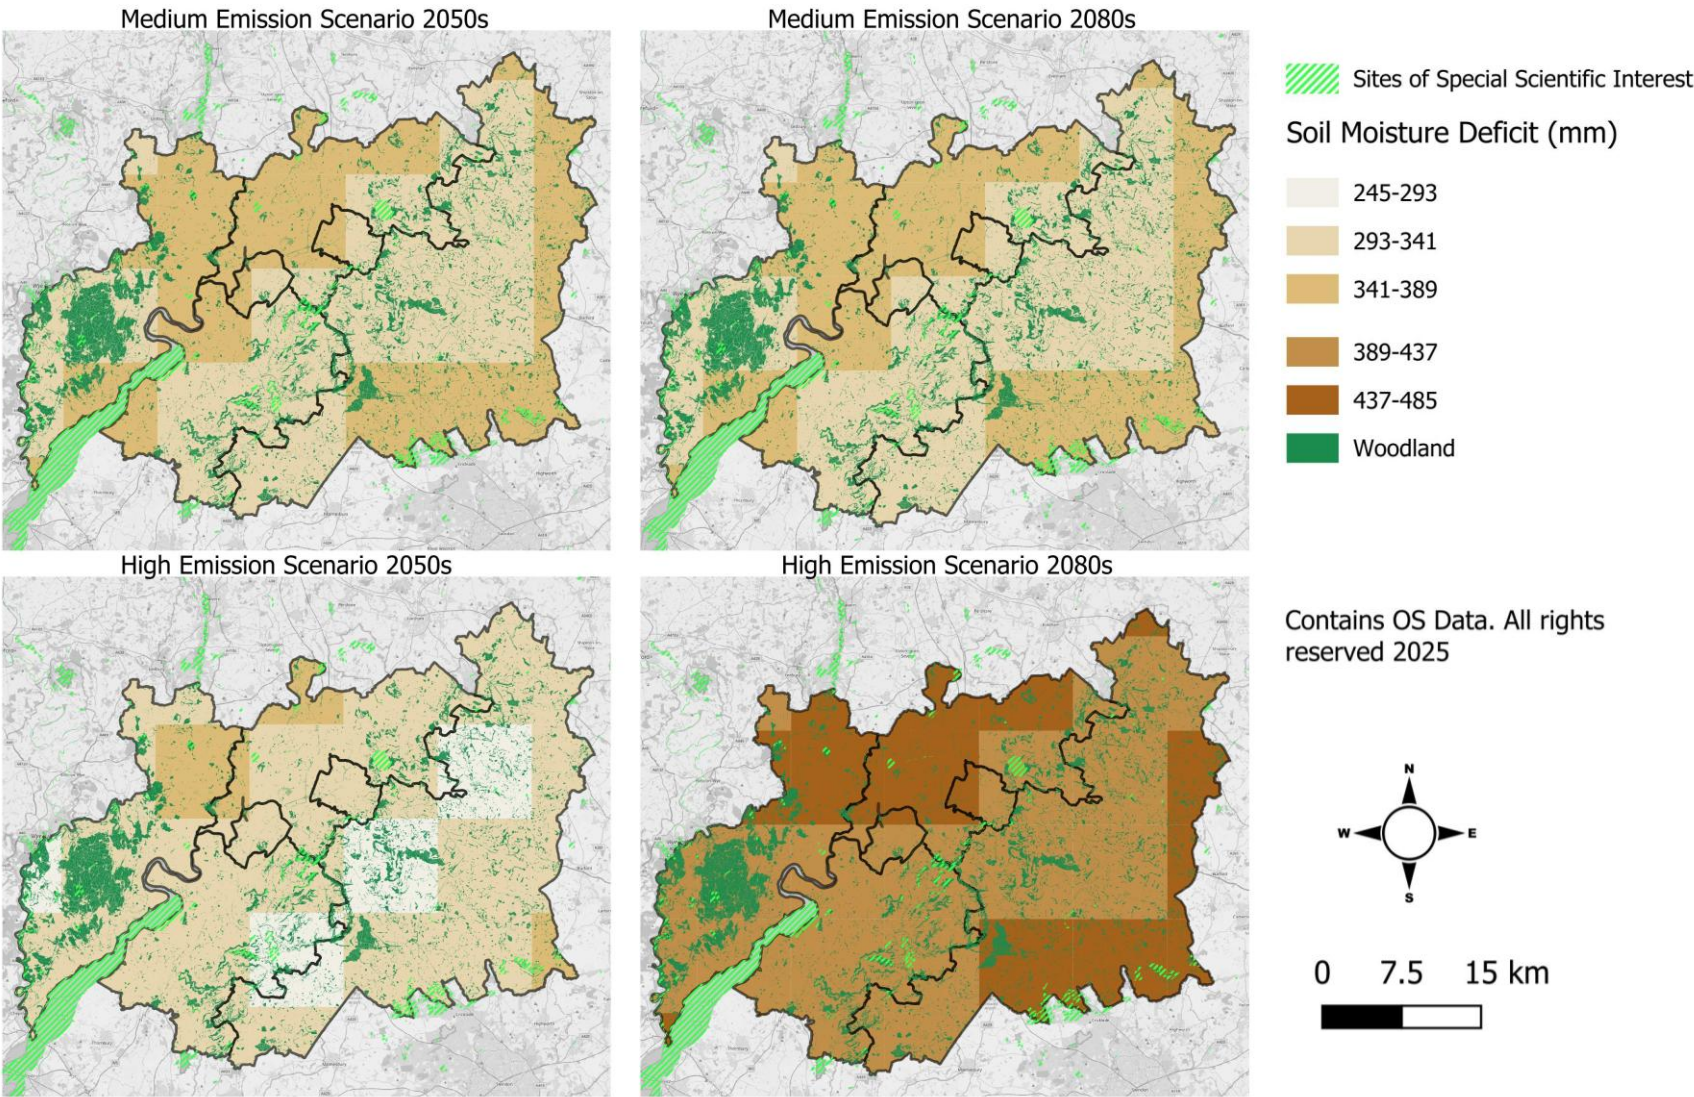 Medium Emission Scenario 2050s
Medium Emission Scenario 2080s
Sites of Special Scientific Interest
Soil Moisture Deficit (mm)
245-293
293-341
341-389
389-437
437-485
Woodland
High Emission Scenario 2050s
High Emission Scenario 2080s
Contains OS Data. All rights
reserved 2025
N
W E
S
0 7.5 15 km